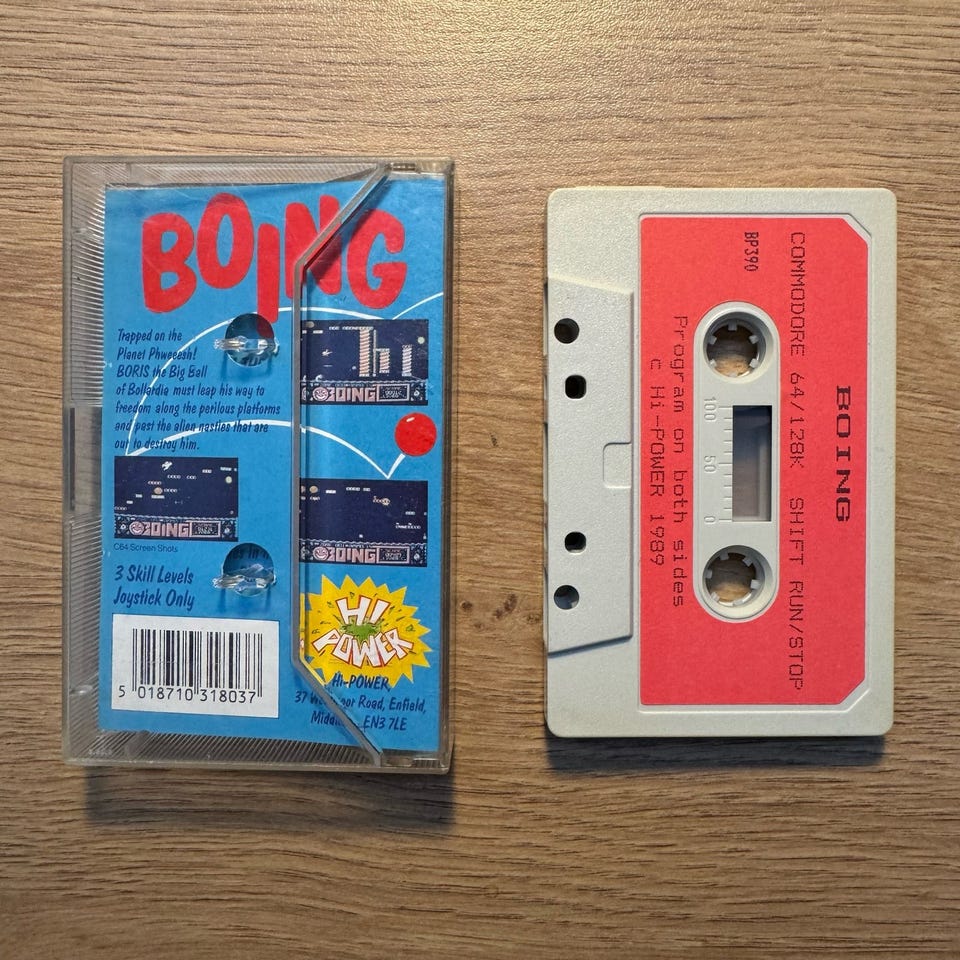 BOING
Trapped on the
Planet Phweeesh!
BORIS the Big Ball
of Bollardia must leap his way to
freedom along the perilous platforms
and past the alien nasties that are
out to destroy him.
BOING
BOING
BOING
C64 Screen Shots
3 Skill Levels
Joystick Only
5 018710 318037
HI
POWER
Hi-POWER,
37 Road, Enfield,
EN3 7LE
BOING
COMMODORE 64/128K SHIFT RUN/STOP
BP390
100 50 0
Program on both sides
c Hi-POWER 1989